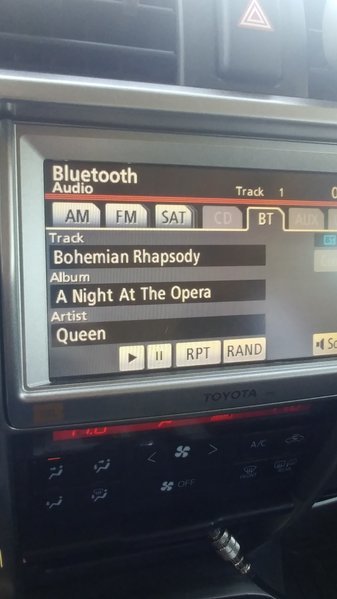 Bluetooth
Audio
Track 1
AM FM SAT CD BT AUX
Track
Bohemian Rhapsody
Album
A Night At The Opera
Artist
Queen
RPT RAND
TOYOTA
A/C
OFF